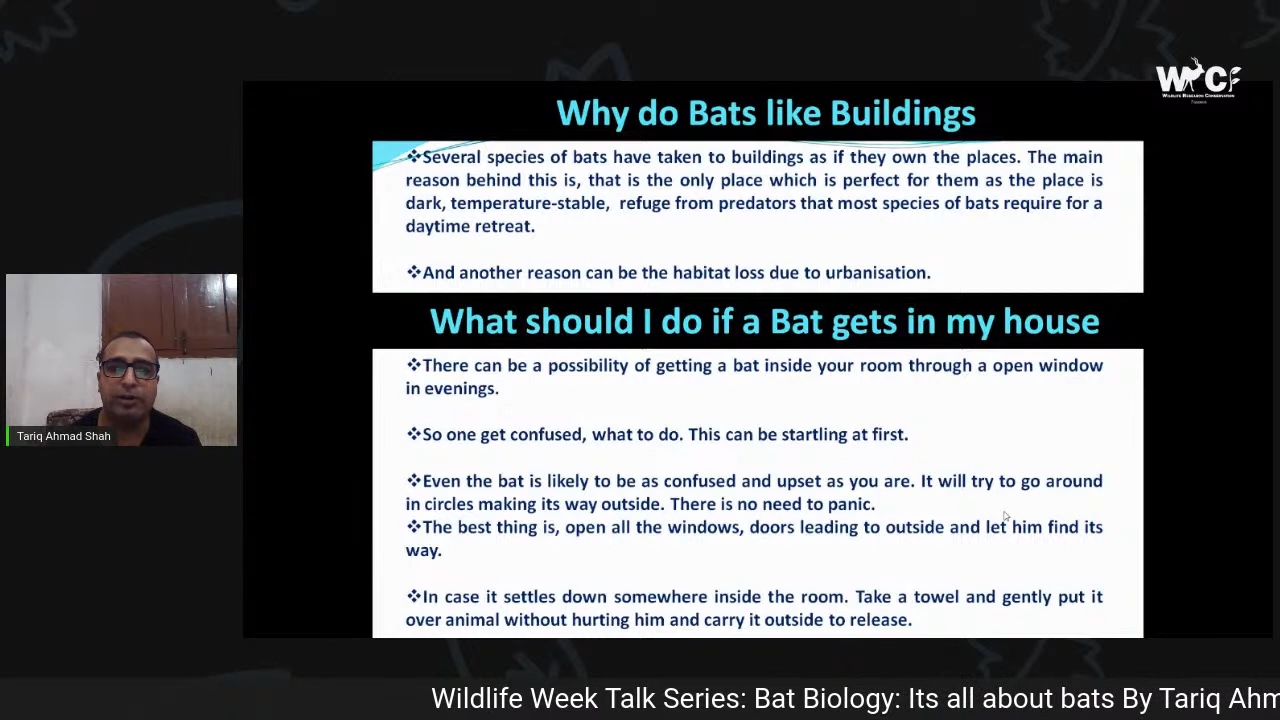 WRCF
WILDLIFE RESEARCH CONSERVATION
Why do Bats like Buildings
❖Several species of bats have taken to buildings as if they own the places. The main
reason behind this is, that is the only place which is perfect for them as the place is
dark, temperature-stable, refuge from predators that most species of bats require for a
daytime retreat.
❖And another reason can be the habitat loss due to urbanisation.
What should I do if a Bat gets in my house
❖There can be a possibility of getting a bat inside your room through a open window
in evenings.
❖So one get confused, what to do. This can be startling at first.
❖Even the bat is likely to be as confused and upset as you are. It will try to go around
in circles making its way outside. There is no need to panic.
❖The best thing is, open all the windows, doors leading to outside and let him find its
way.
❖In case it settles down somewhere inside the room. Take a towel and gently put it
over animal without hurting him and carry it outside to release.
Tariq Ahmad Shah
Wildlife Week Talk Series: Bat Biology: Its all about bats By Tariq Ahm